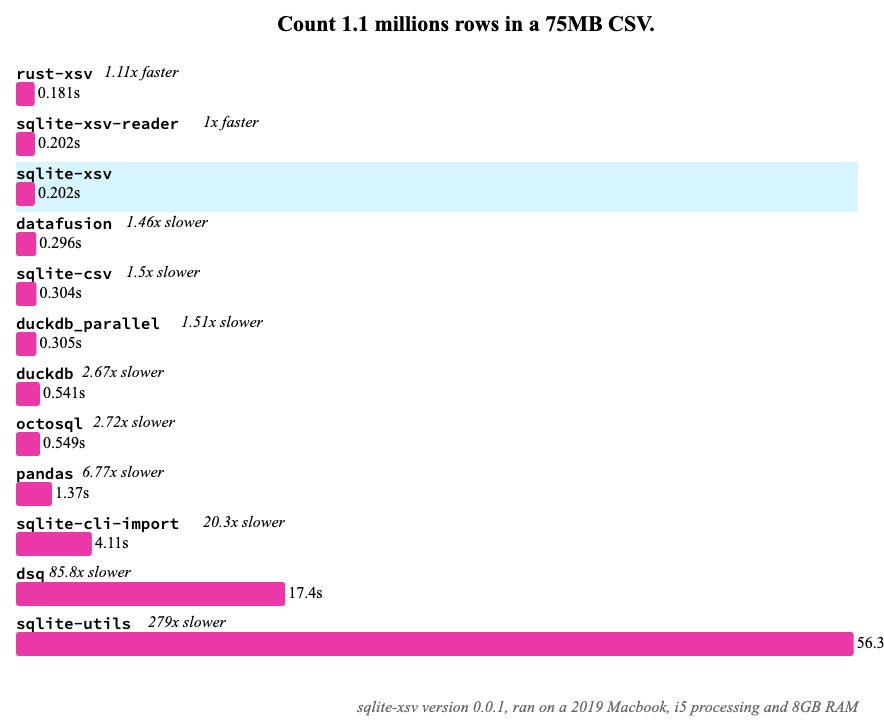 Count 1.1 millions rows in a 75MB CSV.
rust-xsv 1.11x faster
0.181s
sqlite-xsv-reader 1x faster
0.202s
sqlite-xsv
0.202s
datafusion 1.46x slower
0.296s
sqlite-csv 1.5x slower
0.304s
duckdb_parallel 1.51x slower
0.305s
duckdb 2.67x slower
0.541s
octosql 2.72x slower
0.549s
pandas 6.77x slower
1.37s
sqlite-cli-import 20.3x slower
4.11s
dsq 85.8x slower
17.4s
sqlite-utils 279x slower
56.3
sqlite-xsv version 0.0.1, ran on a 2019 Macbook, i5 processing and 8GB RAM